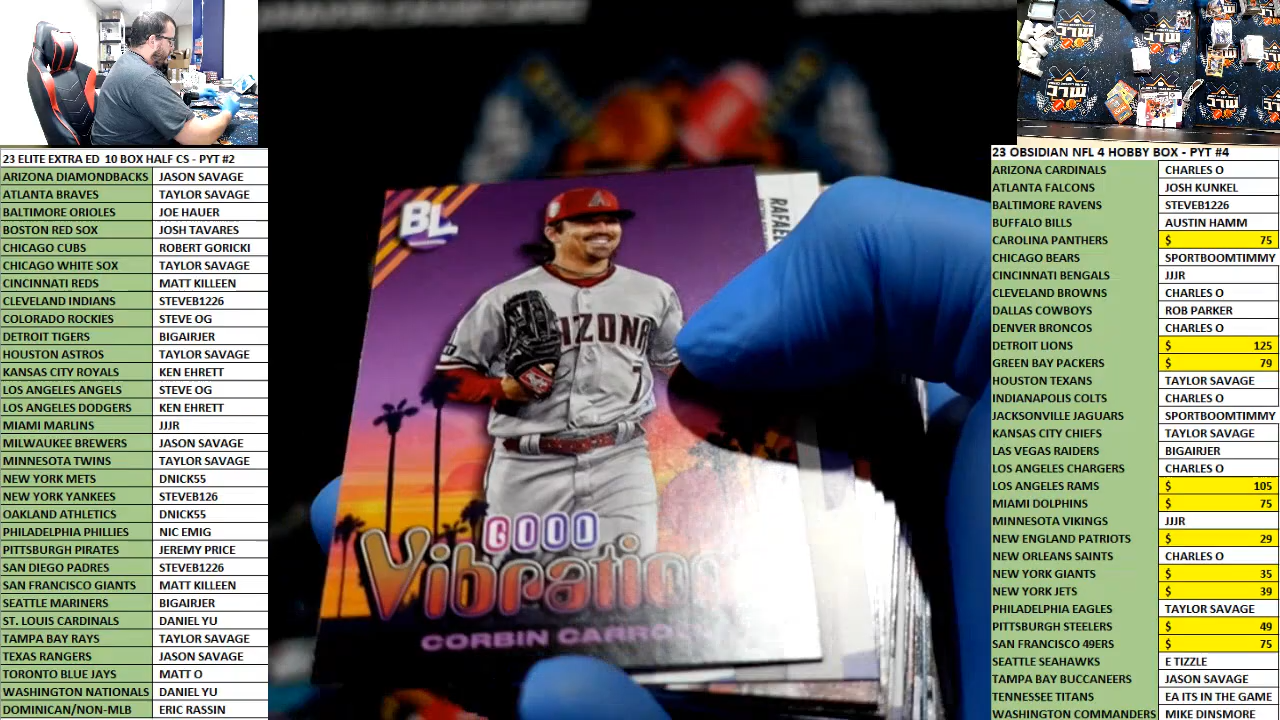 23 ELITE EXTRA ED 10 BOX HALF CS - PYT #2
ARIZONA DIAMONDBACKS JASON SAVAGE
ATLANTA BRAVES TAYLOR SAVAGE
BALTIMORE ORIOLES JOE HAUER
BOSTON RED SOX JOSH TAVARES
CHICAGO CUBS ROBERT GORICKI
CHICAGO WHITE SOX TAYLOR SAVAGE
CINCINNATI REDS MATT KILLEEN
CLEVELAND INDIANS STEVEB1226
COLORADO ROCKIES STEVE OG
DETROIT TIGERS BIGAIRJER
HOUSTON ASTROS TAYLOR SAVAGE
KANSAS CITY ROYALS KEN EHRETT
LOS ANGELES ANGELS STEVE OG
LOS ANGELES DODGERS KEN EHRETT
MIAMI MARLINS JJJR
MILWAUKEE BREWERS JASON SAVAGE
MINNESOTA TWINS TAYLOR SAVAGE
NEW YORK METS DNICK55
NEW YORK YANKEES STEVEB126
OAKLAND ATHLETICS DNICK55
PHILADELPHIA PHILLIES NIC EMIG
PITTSBURGH PIRATES JEREMY PRICE
SAN DIEGO PADRES STEVEB1226
SAN FRANCISCO GIANTS MATT KILLEEN
SEATTLE MARINERS BIGAIRJER
ST. LOUIS CARDINALS DANIEL YU
TAMPA BAY RAYS TAYLOR SAVAGE
TEXAS RANGERS JASON SAVAGE
TORONTO BLUE JAYS MATT O
WASHINGTON NATIONALS DANIEL YU
DOMINICAN/NON-MLB ERIC RASSIN
BL
RAFAE
RIZONA
7
GOOD
Vibration
CORBIN CARRO
23 OBSIDIAN NFL 4 HOBBY BOX - PYT #4
ARIZONA CARDINALS CHARLES O
ATLANTA FALCONS JOSH KUNKEL
BALTIMORE RAVENS STEVEB1226
BUFFALO BILLS AUSTIN HAMM
CAROLINA PANTHERS $ 75
CHICAGO BEARS SPORTBOOMTIMMY
CINCINNATI BENGALS JJJR
CLEVELAND BROWNS CHARLES O
DALLAS COWBOYS ROB PARKER
DENVER BRONCOS CHARLES O
DETROIT LIONS $ 125
GREEN BAY PACKERS $ 79
HOUSTON TEXANS TAYLOR SAVAGE
INDIANAPOLIS COLTS CHARLES O
JACKSONVILLE JAGUARS SPORTBOOMTIMMY
KANSAS CITY CHIEFS TAYLOR SAVAGE
LAS VEGAS RAIDERS BIGAIRJER
LOS ANGELES CHARGERS CHARLES O
LOS ANGELES RAMS $ 105
MIAMI DOLPHINS $ 75
MINNESOTA VIKINGS JJJR
NEW ENGLAND PATRIOTS $ 29
NEW ORLEANS SAINTS CHARLES O
NEW YORK GIANTS $ 35
NEW YORK JETS $ 39
PHILADELPHIA EAGLES TAYLOR SAVAGE
PITTSBURGH STEELERS $ 49
SAN FRANCISCO 49ERS $ 75
SEATTLE SEAHAWKS E TIZZLE
TAMPA BAY BUCCANEERS JASON SAVAGE
TENNESSEE TITANS EA ITS IN THE GAME
WASHINGTON COMMANDERS MIKE DINSMORE